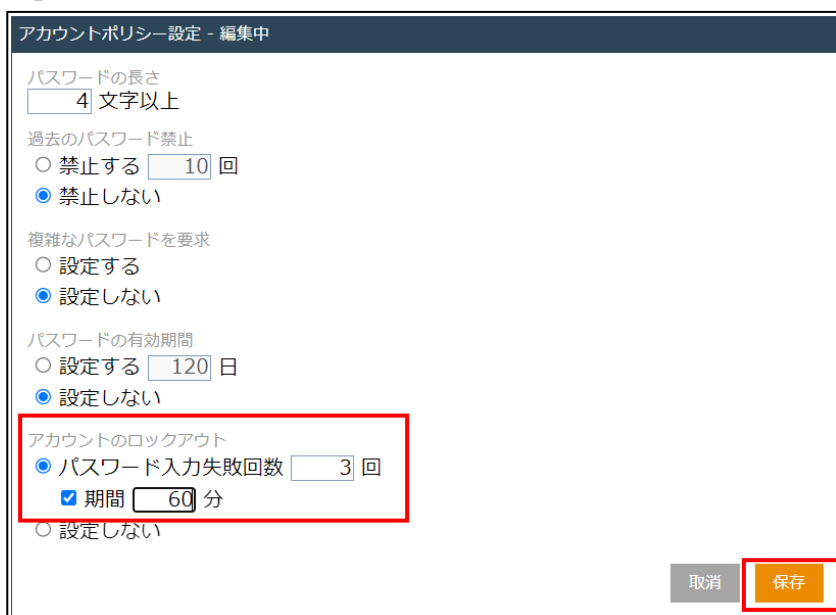 アカウントポリシー設定 - 編集中
パスワードの長さ
4 文字以上
過去のパスワード禁止
禁止する 10 回
禁止しない
複雑なパスワードを要求
設定する
設定しない
パスワードの有効期間
設定する 120 日
設定しない
アカウントのロックアウト
パスワード入力失敗回数 3 回
期間 60 分
設定しない
取消 保存